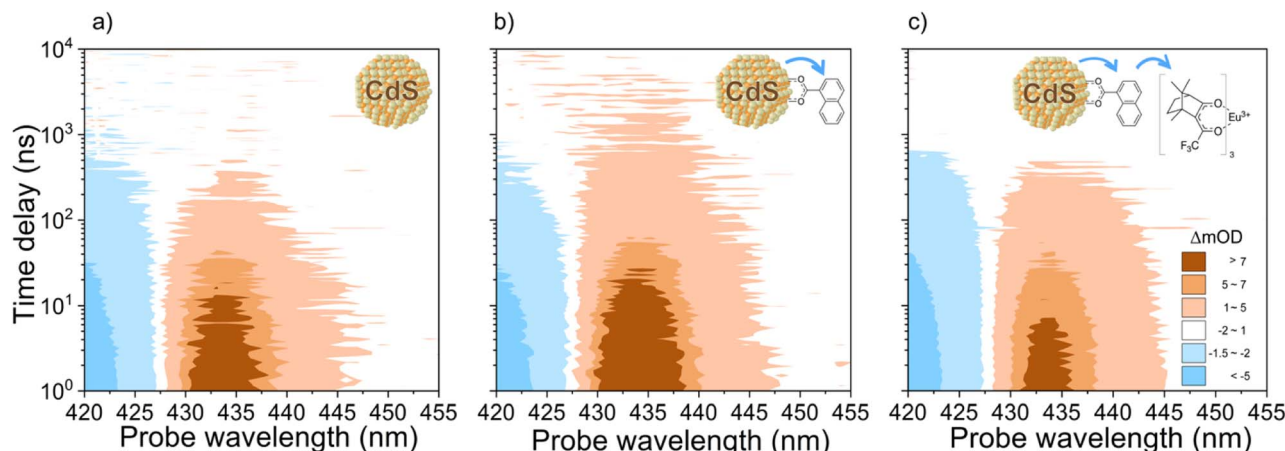 a)
b)
c)
Time delay (ns)
10⁴
10³
10²
10¹
10⁰
CdS
420 425 430 435 440 445 450 455
Probe wavelength (nm)
CdS
O
O
420 425 430 435 440 445 450 455
Probe wavelength (nm)
CdS
O
O
O
O
Eu³⁺
F₃C
3
ΔmOD
> 7
5 ~ 7
1 ~ 5
-2 ~ 1
-1.5 ~ -2
< -5
420 425 430 435 440 445 450 455
Probe wavelength (nm)